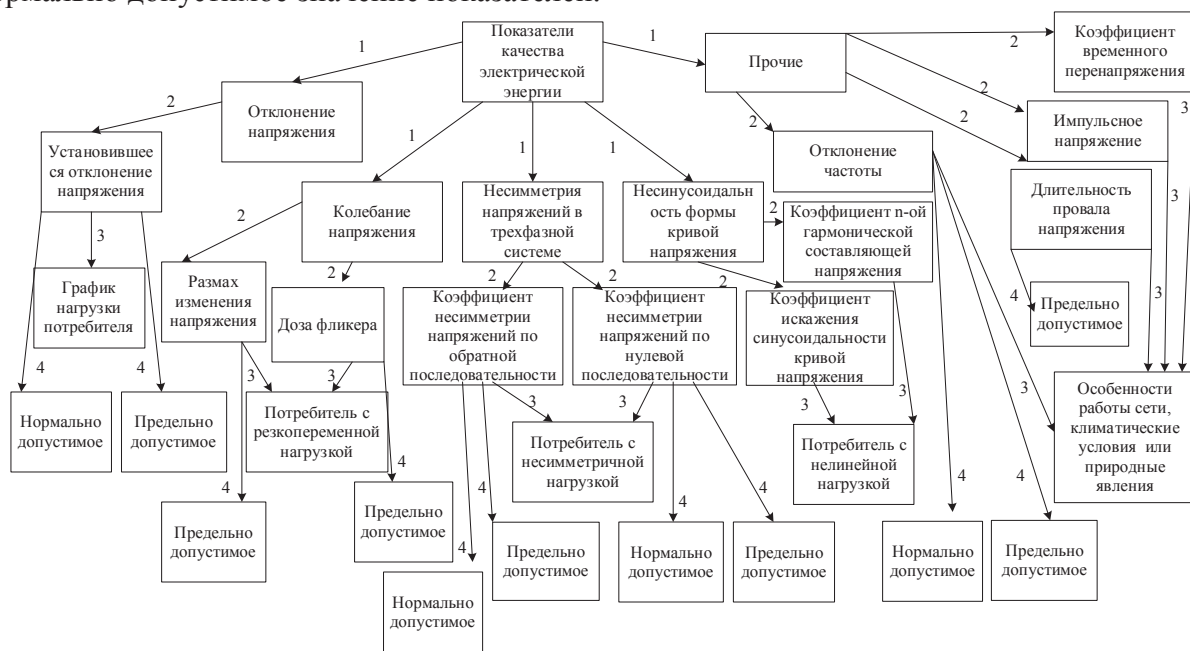 рмально допустимое значение показателей.
Показатели
качества
электрической
энергии
Прочие
Коэффициент
временного
перенапряжения
1
1
2
3
Отклонение
напряжения
2
1
1
1
2
2
2
Импульсное
напряжение
Установившее
ся отклонение
напряжения
Отклонение
частоты
Длительность
провала
напряжения
3
3
Колебание
напряжения
2
Несимметрия
напряжений в
трехфазной
системе
Несинусоидальн
ость формы
кривой
напряжения
2
Коэффициент n-ой
гармонической
составляющей
напряжения
3
График
нагрузки
потребителя
Размах
изменения
напряжения
2
Доза фликера
2
2
2
Коэффициент
несимметрии
напряжений по
обратной
последовательности
Коэффициент
несимметрии
напряжений по
нулевой
последовательности
Коэффициент
искажения
синусоидальности
кривой
напряжения
4
Предельно
допустимое
3
4
4
3
3
3
3
3
3
3
Нормально
допустимое
Предельно
допустимое
Потребитель с
резкопеременной
нагрузкой
Потребитель с
несимметричной
нагрузкой
Потребитель с
нелинейной
нагрузкой
Особенности
работы сети,
климатические
условия или
природные
явления
4
4
4
4
4
4
4
4
Предельно
допустимое
Предельно
допустимое
Нормально
допустимое
Предельно
допустимое
Нормально
допустимое
Предельно
допустимое
Нормально
допустимое
Предельно
допустимое